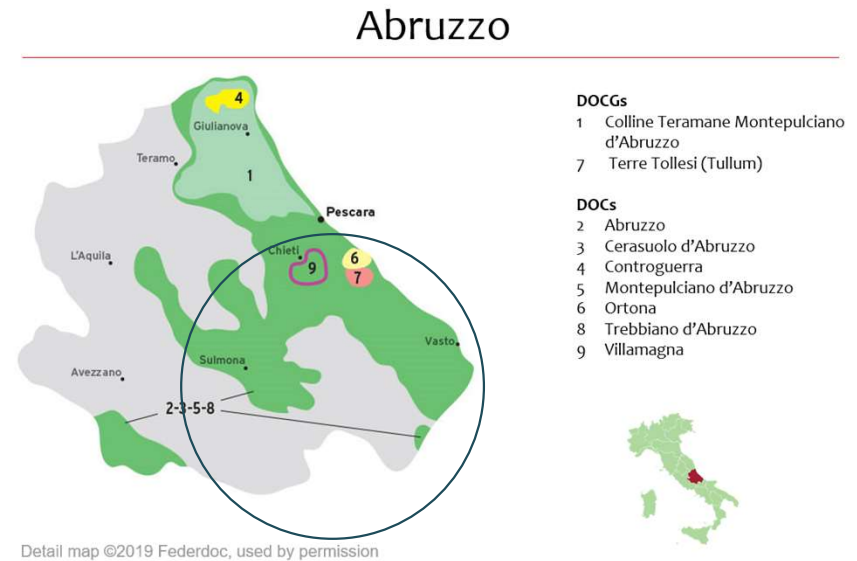 Abruzzo
4
Giulianova
Teramo
1
Pescara
Chieti
L'Aquila
9
6
7
Vasto
Sulmona
Avezzano
2-3-5-8
DOCGs
1 Colline Teramane Montepulciano
d'Abruzzo
7 Terre Tollesi (Tullum)
DOCs
2 Abruzzo
3 Cerasuolo d'Abruzzo
4 Controguerra
5 Montepulciano d'Abruzzo
6 Ortona
8 Trebbiano d'Abruzzo
9 Villamagna
Detail map ©2019 Federdoc, used by permission